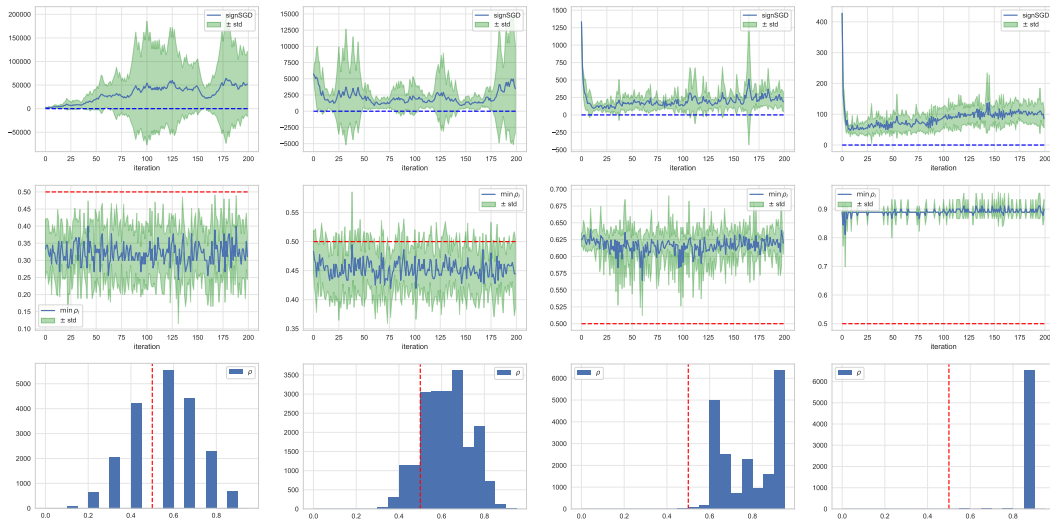 200000
150000
100000
50000
0
−50000
0 25 50 75 100 125 150 175 200
iteration
signSGD
± std
15000
12500
10000
7500
5000
2500
0
−2500
−5000
0 25 50 75 100 125 150 175 200
iteration
signSGD
± std
1500
1250
1000
750
500
250
0
−250
−500
0 25 50 75 100 125 150 175 200
iteration
signSGD
± std
400
300
200
100
0
0 25 50 75 100 125 150 175 200
iteration
signSGD
± std
0.50
0.45
0.40
0.35
0.30
0.25
0.20
0.15
0.10
0 25 50 75 100 125 150 175 200
iteration
min ρᵢ
± std
0.55
0.50
0.45
0.40
0.35
0 25 50 75 100 125 150 175 200
iteration
min ρᵢ
± std
0.700
0.675
0.650
0.625
0.600
0.575
0.550
0.525
0.500
0 25 50 75 100 125 150 175 200
iteration
min ρᵢ
± std
0.9
0.8
0.7
0.6
0.5
0 25 50 75 100 125 150 175 200
iteration
min ρᵢ
± std
5000
4000
3000
2000
1000
0
0.0 0.2 0.4 0.6 0.8
ρ
3500
3000
2500
2000
1500
1000
500
0
0.0 0.2 0.4 0.6 0.8
ρ
6000
5000
4000
3000
2000
1000
0
0.0 0.2 0.4 0.6 0.8
ρ
6000
5000
4000
3000
2000
1000
0
0.0 0.2 0.4 0.6 0.8
ρ